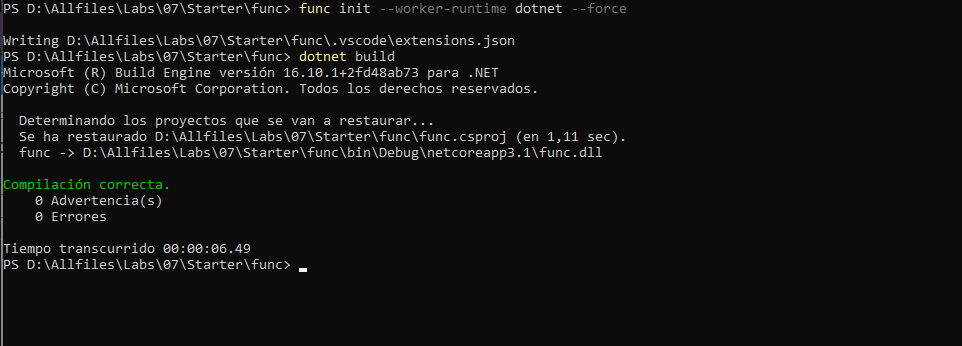 PS D:\Allfiles\Labs\07\Starter\func> func init --worker-runtime dotnet --force
Writing D:\Allfiles\Labs\07\Starter\func\.vscode\extensions.json
PS D:\Allfiles\Labs\07\Starter\func> dotnet build
Microsoft (R) Build Engine versión 16.10.1+2fd48ab73 para .NET
Copyright (C) Microsoft Corporation. Todos los derechos reservados.
Determinando los proyectos que se van a restaurar...
Se ha restaurado D:\Allfiles\Labs\07\Starter\func\func.csproj (en 1,11 sec).
func -> D:\Allfiles\Labs\07\Starter\func\bin\Debug\netcoreapp3.1\func.dll
Compilación correcta.
0 Advertencia(s)
0 Errores
Tiempo transcurrido 00:00:06.49
PS D:\Allfiles\Labs\07\Starter\func>